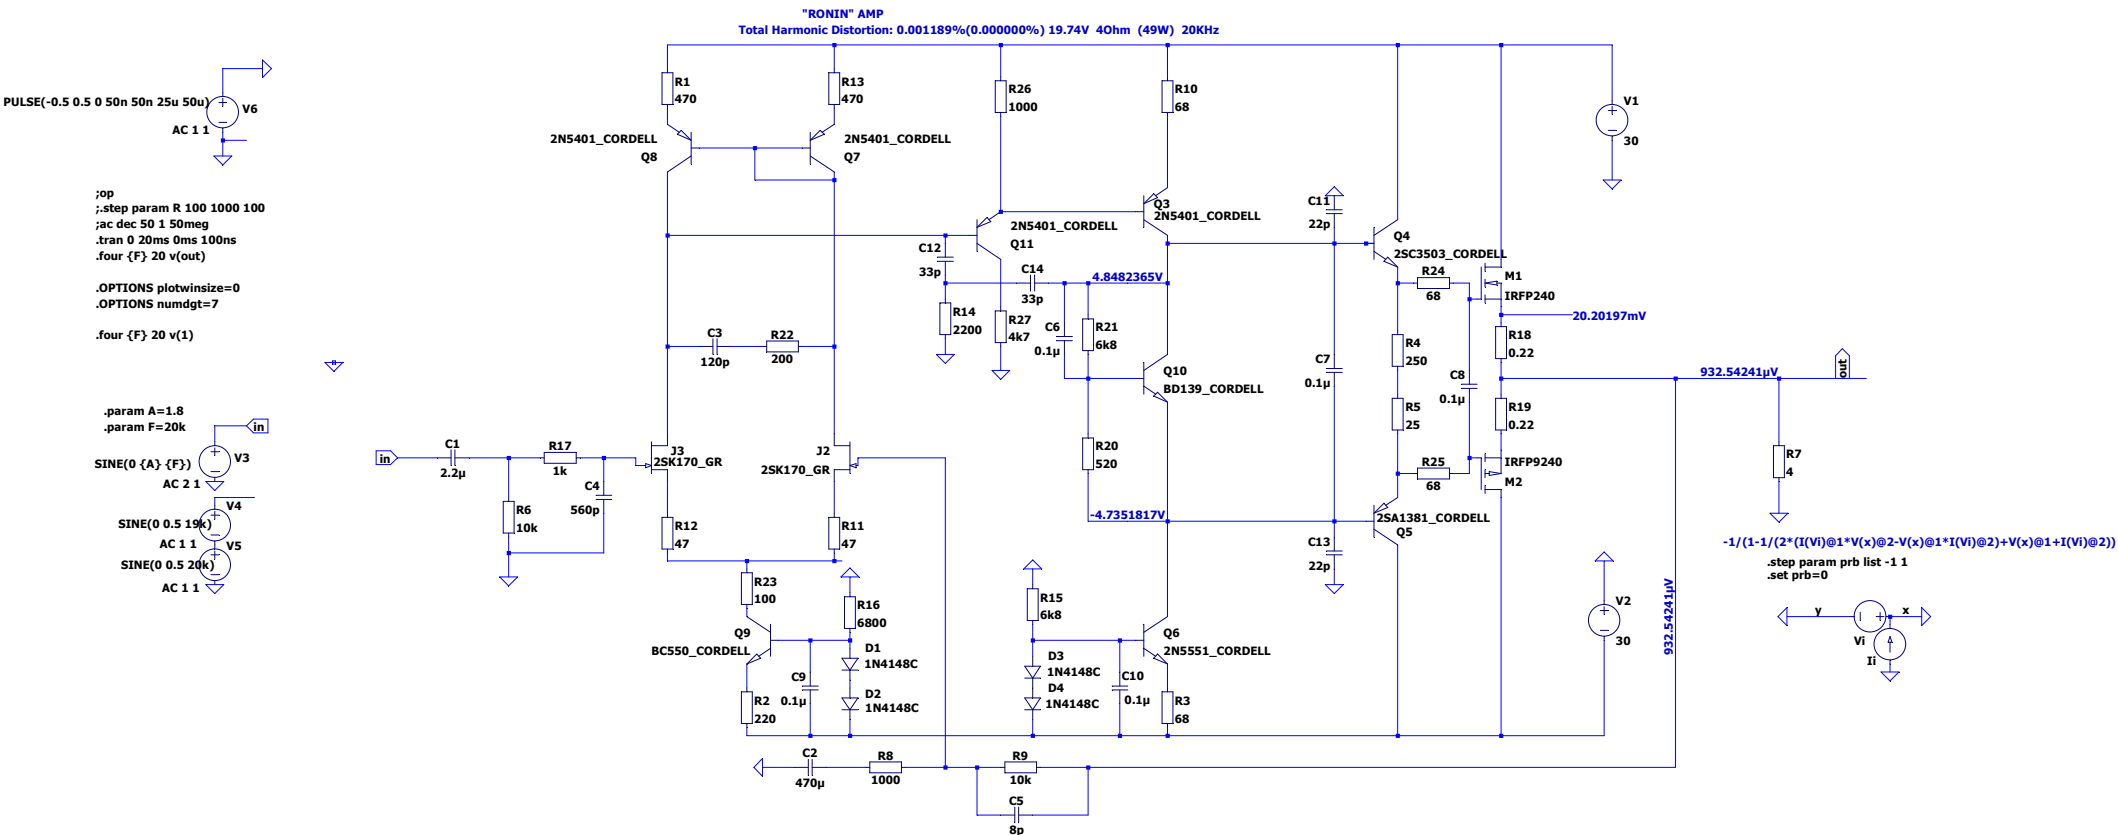 "RONIN" AMP
Total Harmonic Distortion: 0.001189%(0.000000%) 19.74V 4Ohm (49W) 20KHz
PULSE(-0.5 0.5 0 50n 50n 25u 50u)
V6
AC 1 1
;op
;.step param R 100 1000 100
;ac dec 50 1 50meg
.tran 0 20ms 0ms 100ns
.four {F} 20 v(out)
.OPTIONS plotwinsize=0
.OPTIONS numdgt=7
.four {F} 20 v(1)
.param A=1.8
.param F=20k
in
V3
SINE(0 {A} {F})
AC 2 1
V4
SINE(0 0.5 19k)
AC 1 1
V5
SINE(0 0.5 20k)
AC 1 1
in
C1
2.2µ
R6
10k
R17
1k
C4
560p
R1
470
R13
470
2N5401_CORDELL
Q8
2N5401_CORDELL
Q7
C3
120p
R22
200
J3
2SK170_GR
J2
2SK170_GR
R12
47
R11
47
R23
100
R16
6800
Q9
BC550_CORDELL
D1
1N4148C
C9
0.1µ
D2
1N4148C
R2
220
C2
470µ
R8
1000
R9
10k
C5
8p
R26
1000
R10
68
Q3
2N5401_CORDELL
2N5401_CORDELL
Q11
C12
33p
C14
33p
4.8482365V
R14
2200
R27
4k7
C6
0.1µ
R21
6k8
Q10
BD139_CORDELL
R20
520
-4.7351817V
R15
6k8
Q6
2N5551_CORDELL
D3
1N4148C
D4
1N4148C
C10
0.1µ
R3
68
C11
22p
Q4
2SC3503_CORDELL
R24
68
M1
IRFP240
20.20197mV
R18
0.22
R4
250
C7
0.1µ
C8
0.1µ
R5
25
R19
0.22
R25
68
IRFP9240
M2
2SA1381_CORDELL
Q5
C13
22p
V1
30
932.54241µV
out
R7
4
V2
30
932.54241µV
-1/(1-1/(2*(I(Vi)@1*V(x)@2-V(x)@1*I(Vi)@2)+V(x)@1+I(Vi)@2))
.step param prb list -1 1
.set prb=0
y
x
Vi
Ii